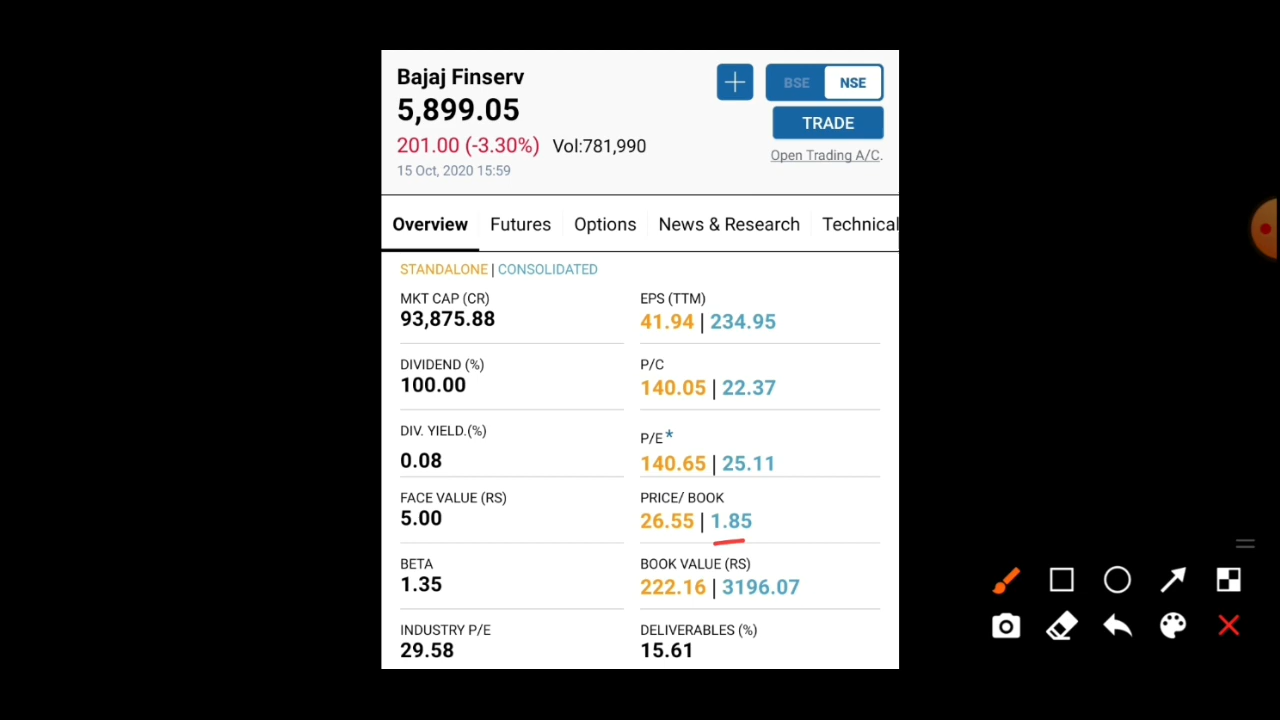 Bajaj Finserv
BSE NSE
5,899.05
TRADE
201.00 (-3.30%) Vol:781,990
Open Trading A/C.
15 Oct, 2020 15:59
Overview Futures Options News & Research Technical
STANDALONE | CONSOLIDATED
MKT CAP (CR) EPS (TTM)
93,875.88 41.94 | 234.95
DIVIDEND (%) P/C
100.00 140.05 | 22.37
DIV. YIELD.(%) P/E*
0.08 140.65 | 25.11
FACE VALUE (RS) PRICE/ BOOK
5.00 26.55 | 1.85
BETA BOOK VALUE (RS)
1.35 222.16 | 3196.07
INDUSTRY P/E DELIVERABLES (%)
29.58 15.61